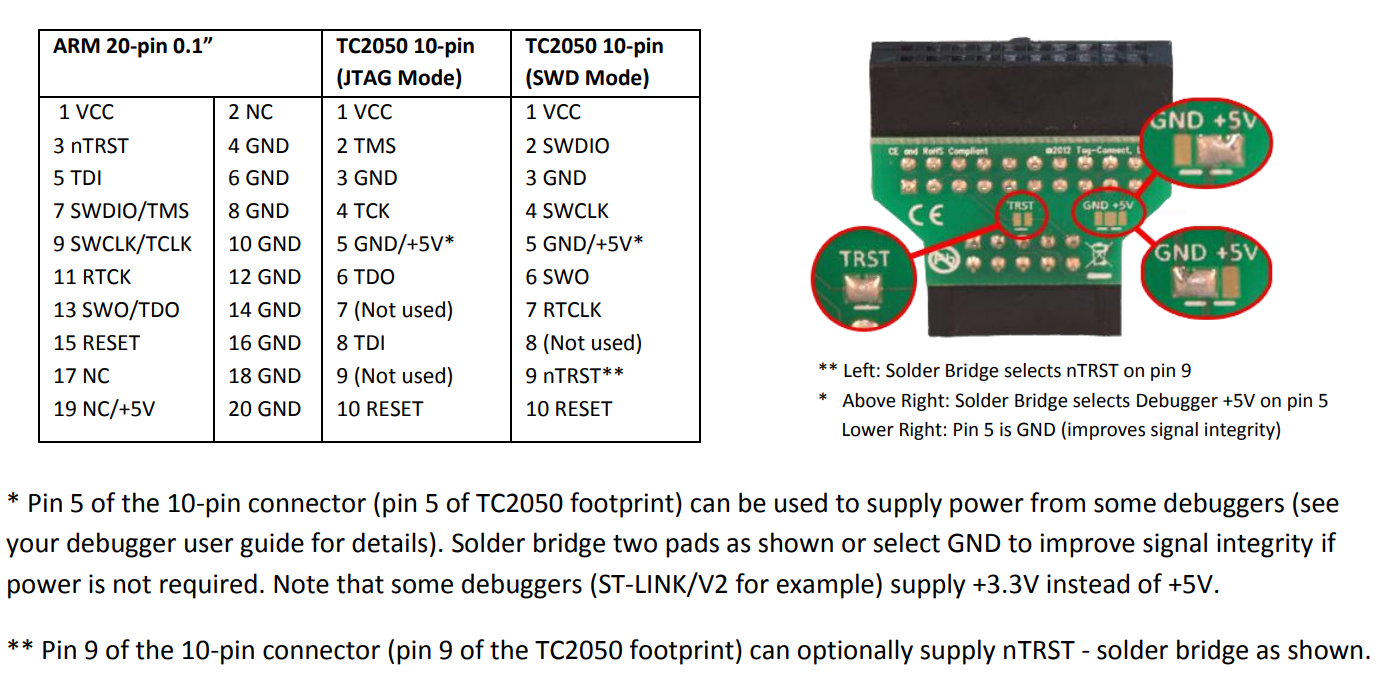 ARM 20-pin 0.1”
TC2050 10-pin (JTAG Mode)
TC2050 10-pin (SWD Mode)
1 VCC 2 NC 1 VCC 1 VCC
3 nTRST 4 GND 2 TMS 2 SWDIO
5 TDI 6 GND 3 GND 3 GND
7 SWDIO/TMS 8 GND 4 TCK 4 SWCLK
9 SWCLK/TCLK 10 GND 5 GND/+5V* 5 GND/+5V*
11 RTCK 12 GND 6 TDO 6 SWO
13 SWO/TDO 14 GND 7 (Not used) 7 RTCLK
15 RESET 16 GND 8 TDI 8 (Not used)
17 NC 18 GND 9 (Not used) 9 nTRST**
19 NC/+5V 20 GND 10 RESET 10 RESET
GND +5V
CE and RoHS Compliant ©2012 Tag-Connect, L
TRST GND +5V
CE
TRST
Pb
GND +5V
** Left: Solder Bridge selects nTRST on pin 9
* Above Right: Solder Bridge selects Debugger +5V on pin 5
Lower Right: Pin 5 is GND (improves signal integrity)
* Pin 5 of the 10-pin connector (pin 5 of TC2050 footprint) can be used to supply power from some debuggers (see
your debugger user guide for details). Solder bridge two pads as shown or select GND to improve signal integrity if
power is not required. Note that some debuggers (ST-LINK/V2 for example) supply +3.3V instead of +5V.
** Pin 9 of the 10-pin connector (pin 9 of the TC2050 footprint) can optionally supply nTRST - solder bridge as shown.